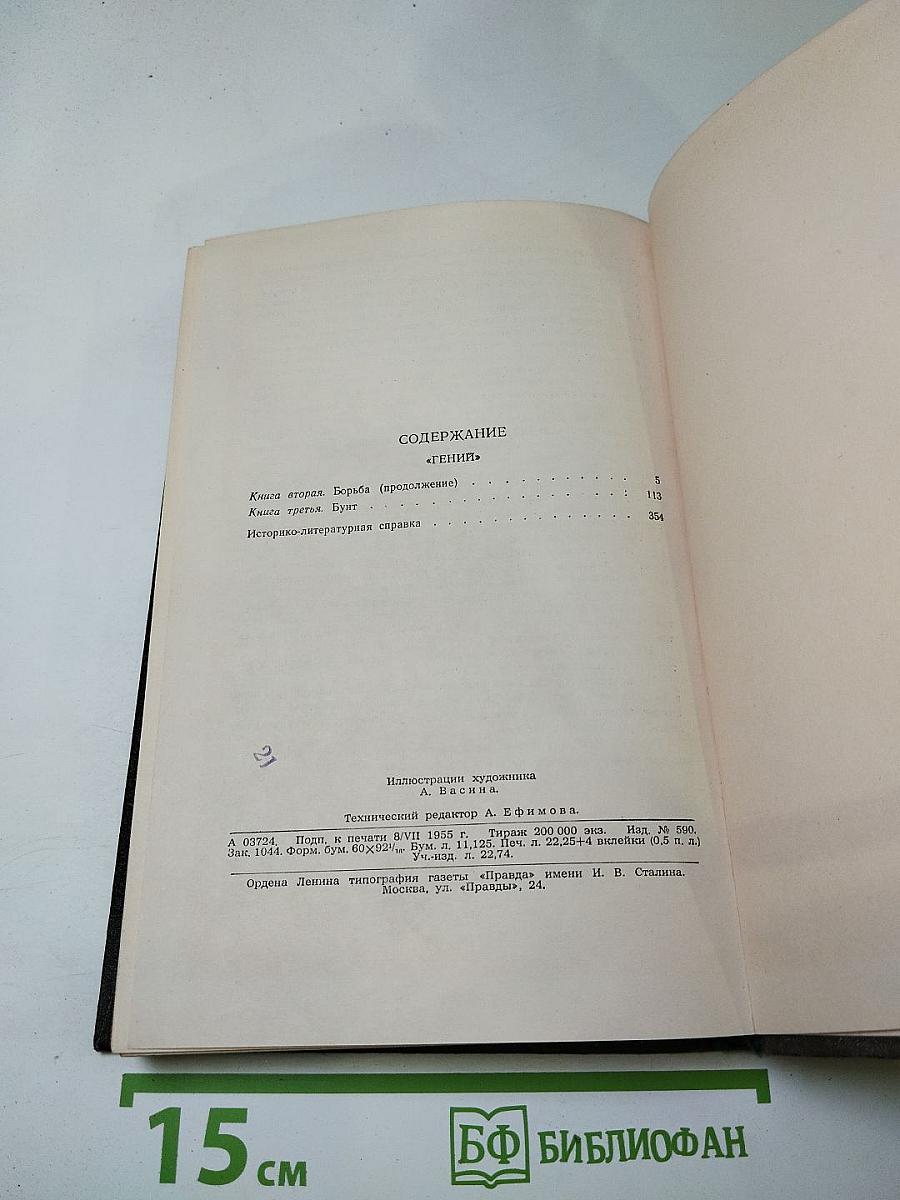 СОДЕРЖАНИЕ
«ГЕНИЙ»
Книга вторая. Борьба (продолжение) . . . . . . . . . . 5
Книга третья. Бунт . . . . . . . . . . . . . . . . 113
Историко-литературная справка . . . . . . . . . . . . 354
21
Иллюстрации художника
А. Васина.
Технический редактор А. Ефимова.
А 03724. Подп. к печати 8/VII 1955 г. Тираж 200 000 экз. Изд. № 590.
Зак. 1044. Форм. бум. 60×92¹/₁₆. Бум. л. 11,125. Печ. л. 22,25+4 вклейки (0,5 п. л.)
Уч.-изд. л. 22,74.
Ордена Ленина типография газеты «Правда» имени И. В. Сталина.
Москва, ул. «Правды», 24.
15 см
БФ БИБЛИОФАН